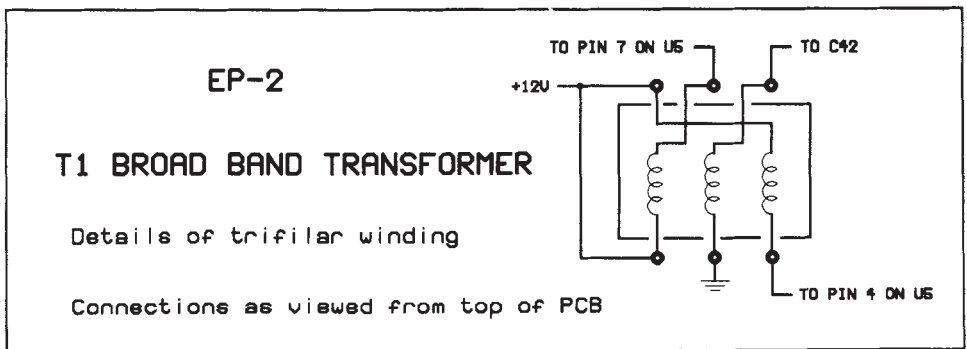 TO PIN 7 ON U5
TO C42
EP-2
+12V
T1 BROAD BAND TRANSFORMER
Details of trifilar winding
TO PIN 4 ON U5
Connections as viewed from top of PCB